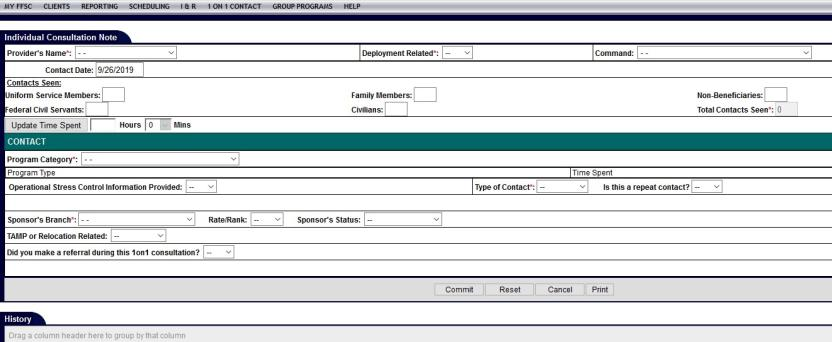 MY FFSC CLIENTS REPORTING SCHEDULING I & R 1 ON 1 CONTACT GROUP PROGRAMS HELP
Individual Consultation Note
Provider's Name*: - - Deployment Related*: -- Command: - -
Contact Date: 9/26/2019
Contacts Seen:
Uniform Service Members: Family Members: Non-Beneficiaries:
Federal Civil Servants: Civilians: Total Contacts Seen*: 0
Update Time Spent Hours 0 Mins
CONTACT
Program Category*: - -
Program Type Time Spent
Operational Stress Control Information Provided: -- Type of Contact*: -- Is this a repeat contact? --
Sponsor's Branch*: - - Rate/Rank: -- Sponsor's Status: --
TAMP or Relocation Related: --
Did you make a referral during this 1on1 consultation? --
Commit Reset Cancel Print
History
Drag a column header here to group by that column